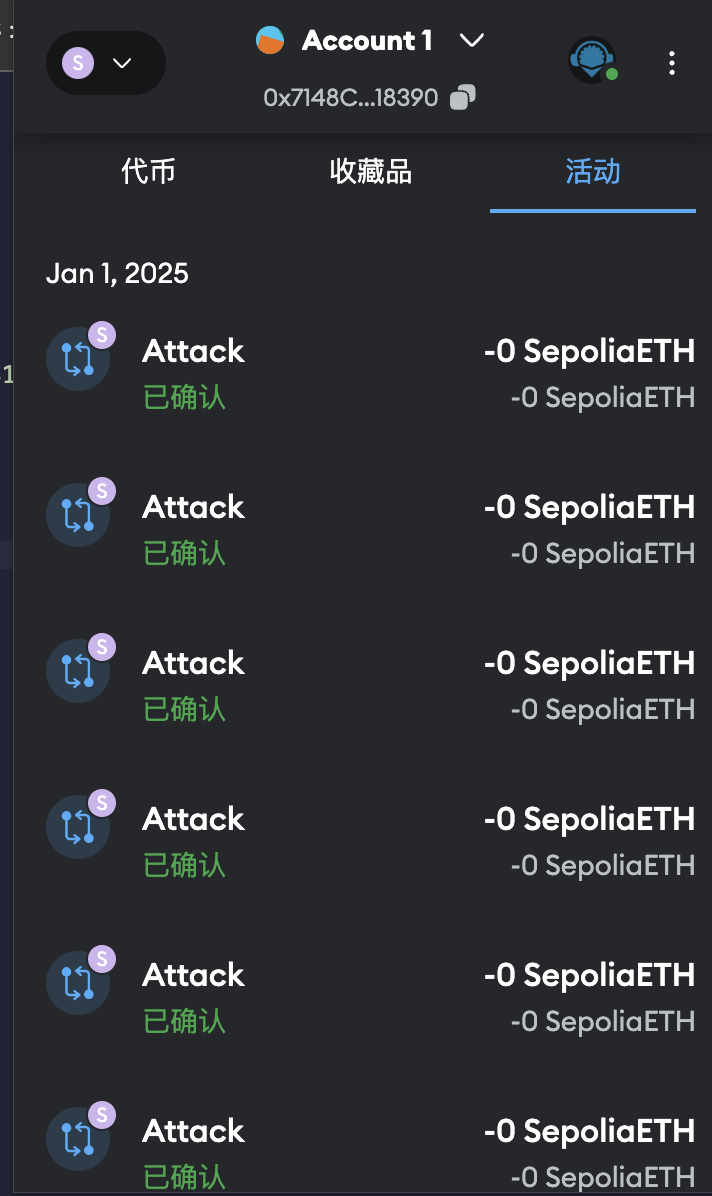 S
Account 1
0x7148C...18390
代币 收藏品 活动
Jan 1, 2025
S
Attack -0 SepoliaETH
已确认 -0 SepoliaETH
S
Attack -0 SepoliaETH
已确认 -0 SepoliaETH
S
Attack -0 SepoliaETH
已确认 -0 SepoliaETH
S
Attack -0 SepoliaETH
已确认 -0 SepoliaETH
S
Attack -0 SepoliaETH
已确认 -0 SepoliaETH
S
Attack -0 SepoliaETH
已确认 -0 SepoliaETH